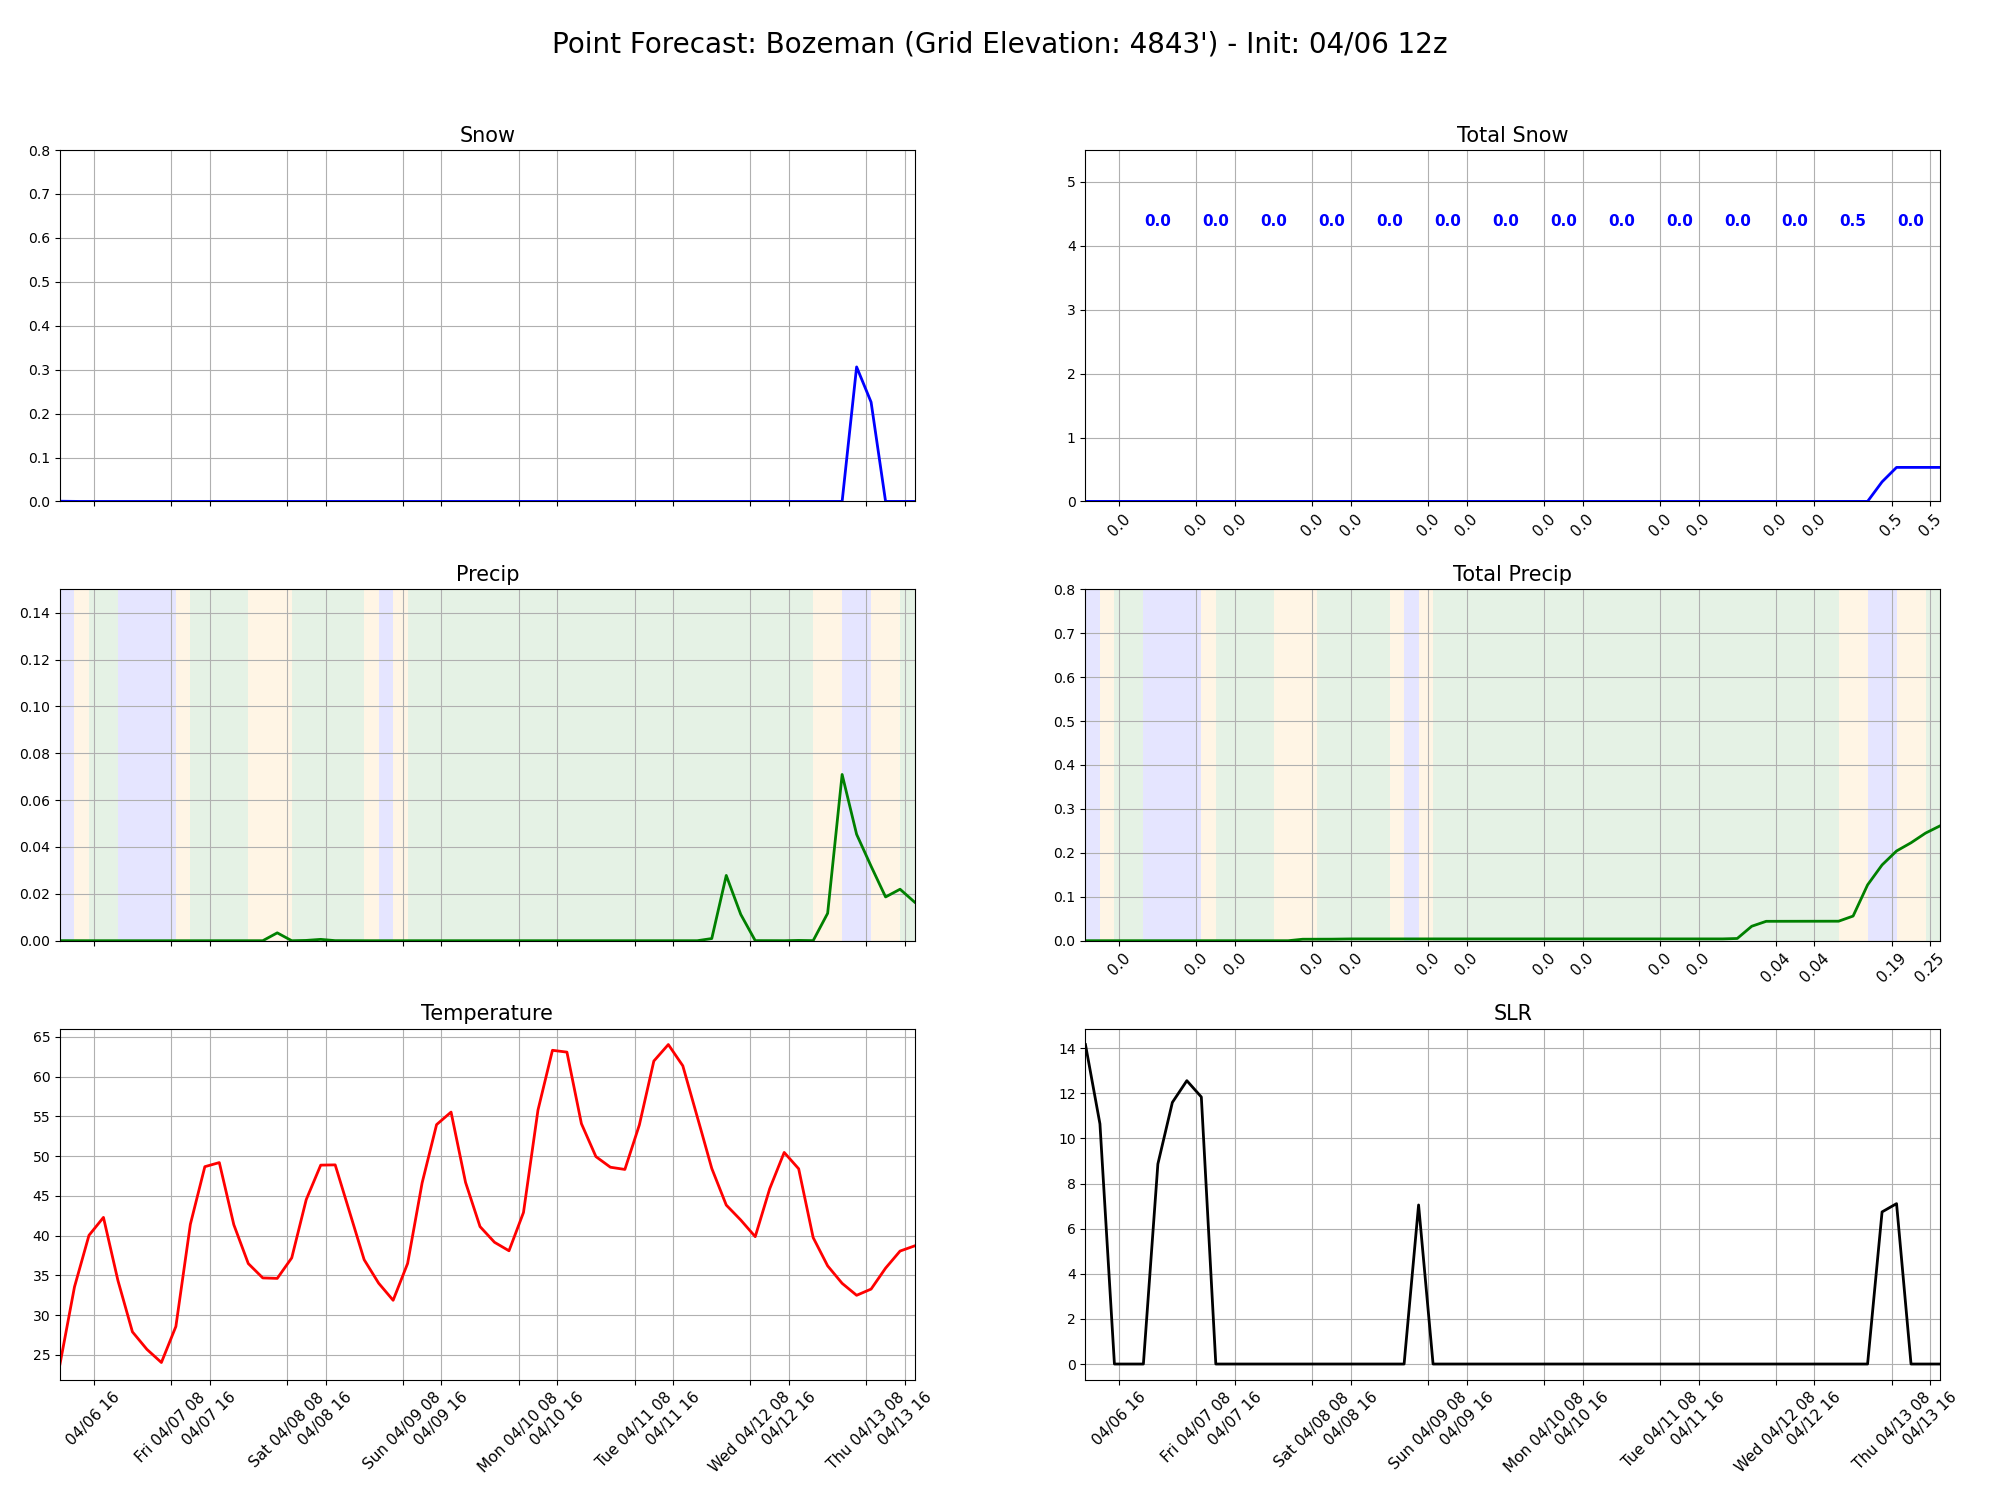 Point Forecast: Bozeman (Grid Elevation: 4843') - Init: 04/06 12z
Snow
0.8
0.7
0.6
0.5
0.4
0.3
0.2
0.1
0.0
Total Snow
5
4
3
2
1
0
0.0 0.0 0.0 0.0 0.0 0.0 0.0 0.0 0.0 0.0 0.0 0.0 0.5 0.0
0.0 0.0 0.0 0.0 0.0 0.0 0.0 0.0 0.0 0.0 0.0 0.0 0.0 0.5 0.5
Precip
0.14
0.12
0.10
0.08
0.06
0.04
0.02
0.00
Total Precip
0.8
0.7
0.6
0.5
0.4
0.3
0.2
0.1
0.0
0.0 0.0 0.0 0.0 0.0 0.0 0.0 0.0 0.0 0.0 0.0 0.04 0.04 0.19 0.25
Temperature
65
60
55
50
45
40
35
30
25
04/06 16
Fri 04/07 08
04/07 16
Sat 04/08 08
04/08 16
Sun 04/09 08
04/09 16
Mon 04/10 08
04/10 16
Tue 04/11 08
04/11 16
Wed 04/12 08
04/12 16
Thu 04/13 08
04/13 16
SLR
14
12
10
8
6
4
2
0
04/06 16
Fri 04/07 08
04/07 16
Sat 04/08 08
04/08 16
Sun 04/09 08
04/09 16
Mon 04/10 08
04/10 16
Tue 04/11 08
04/11 16
Wed 04/12 08
04/12 16
Thu 04/13 08
04/13 16